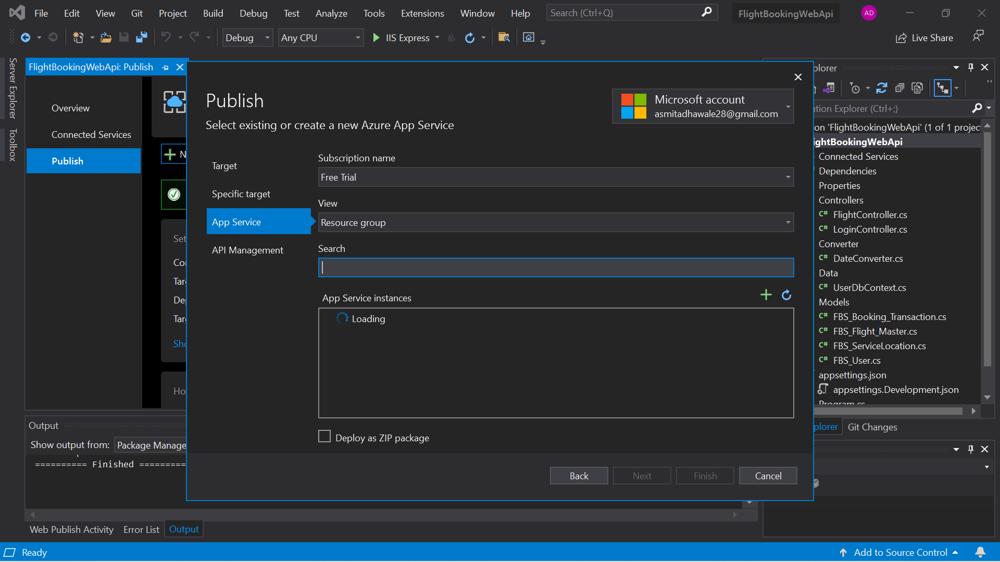 File Edit View Git Project Build Debug Test Analyze Tools Extensions Window Help Search (Ctrl+Q) FlightBookingWebApi AD
Debug Any CPU IIS Express Live Share
Server Explorer
Toolbox
FlightBookingWebApi: Publish
Overview
Connected Services
Publish
N
Set
Con
Tar
De
Tar
Sho
Ho
Publish
Select existing or create a new Azure App Service
Microsoft account
asmitadhawale28@gmail.com
Target
Specific target
App Service
API Management
Subscription name
Free Trial
View
Resource group
Search
App Service instances
Loading
Deploy as ZIP package
Back Next Finish Cancel
plorer
tion Explorer (Ctrl+;)
on 'FlightBookingWebApi' (1 of 1 project
ightBookingWebApi
Connected Services
Dependencies
Properties
Controllers
C# FlightController.cs
C# LoginController.cs
Converter
C# DateConverter.cs
Data
C# UserDbContext.cs
Models
C# FBS_Booking_Transaction.cs
C# FBS_Flight_Master.cs
C# FBS_ServiceLocation.cs
C# FBS_User.cs
appsettings.json
appsettings.Development.json
Program.cs
plorer Git Changes
Output
Show output from: Package Manage
========== Finished ==========
Web Publish Activity Error List Output
Ready Add to Source Control